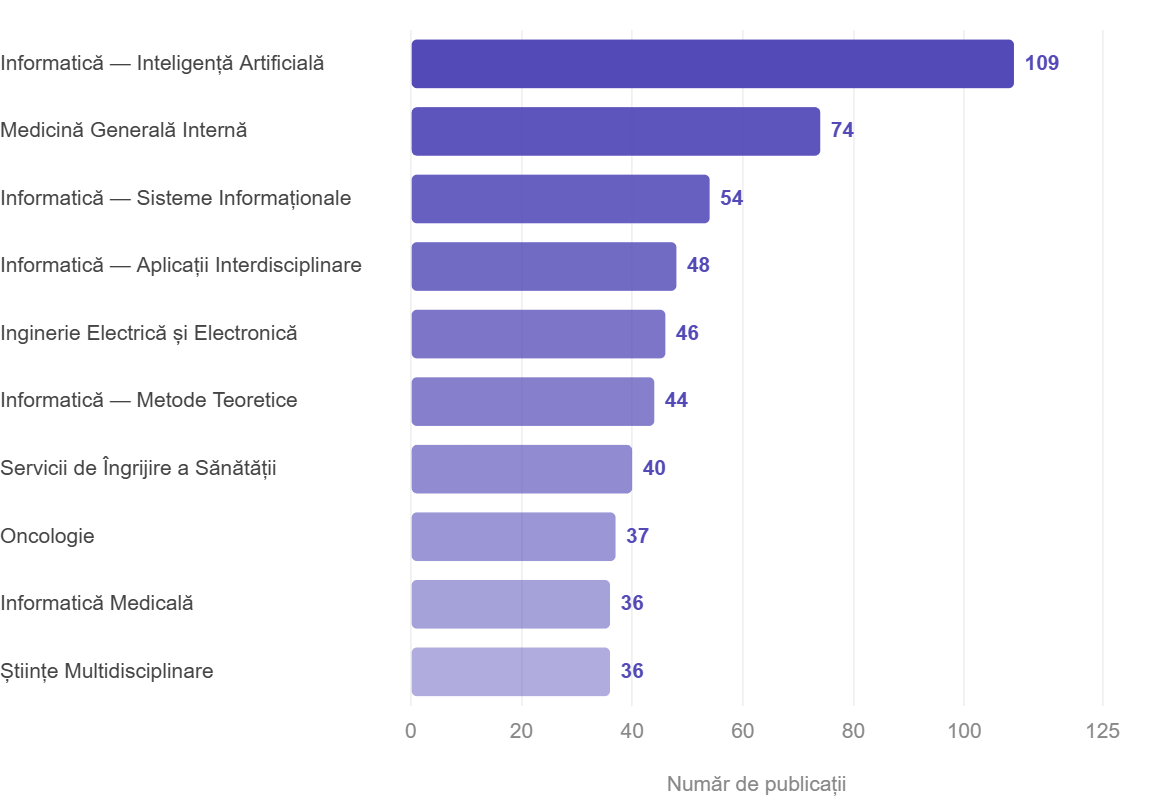 Informatică — Inteligență Artificială 109
Medicină Generală Internă 74
Informatică — Sisteme Informaționale 54
Informatică — Aplicații Interdisciplinare 48
Inginerie Electrică și Electronică 46
Informatică — Metode Teoretice 44
Servicii de Îngrijire a Sănătății 40
Oncologie 37
Informatică Medicală 36
Științe Multidisciplinare 36
0 20 40 60 80 100 125
Număr de publicații